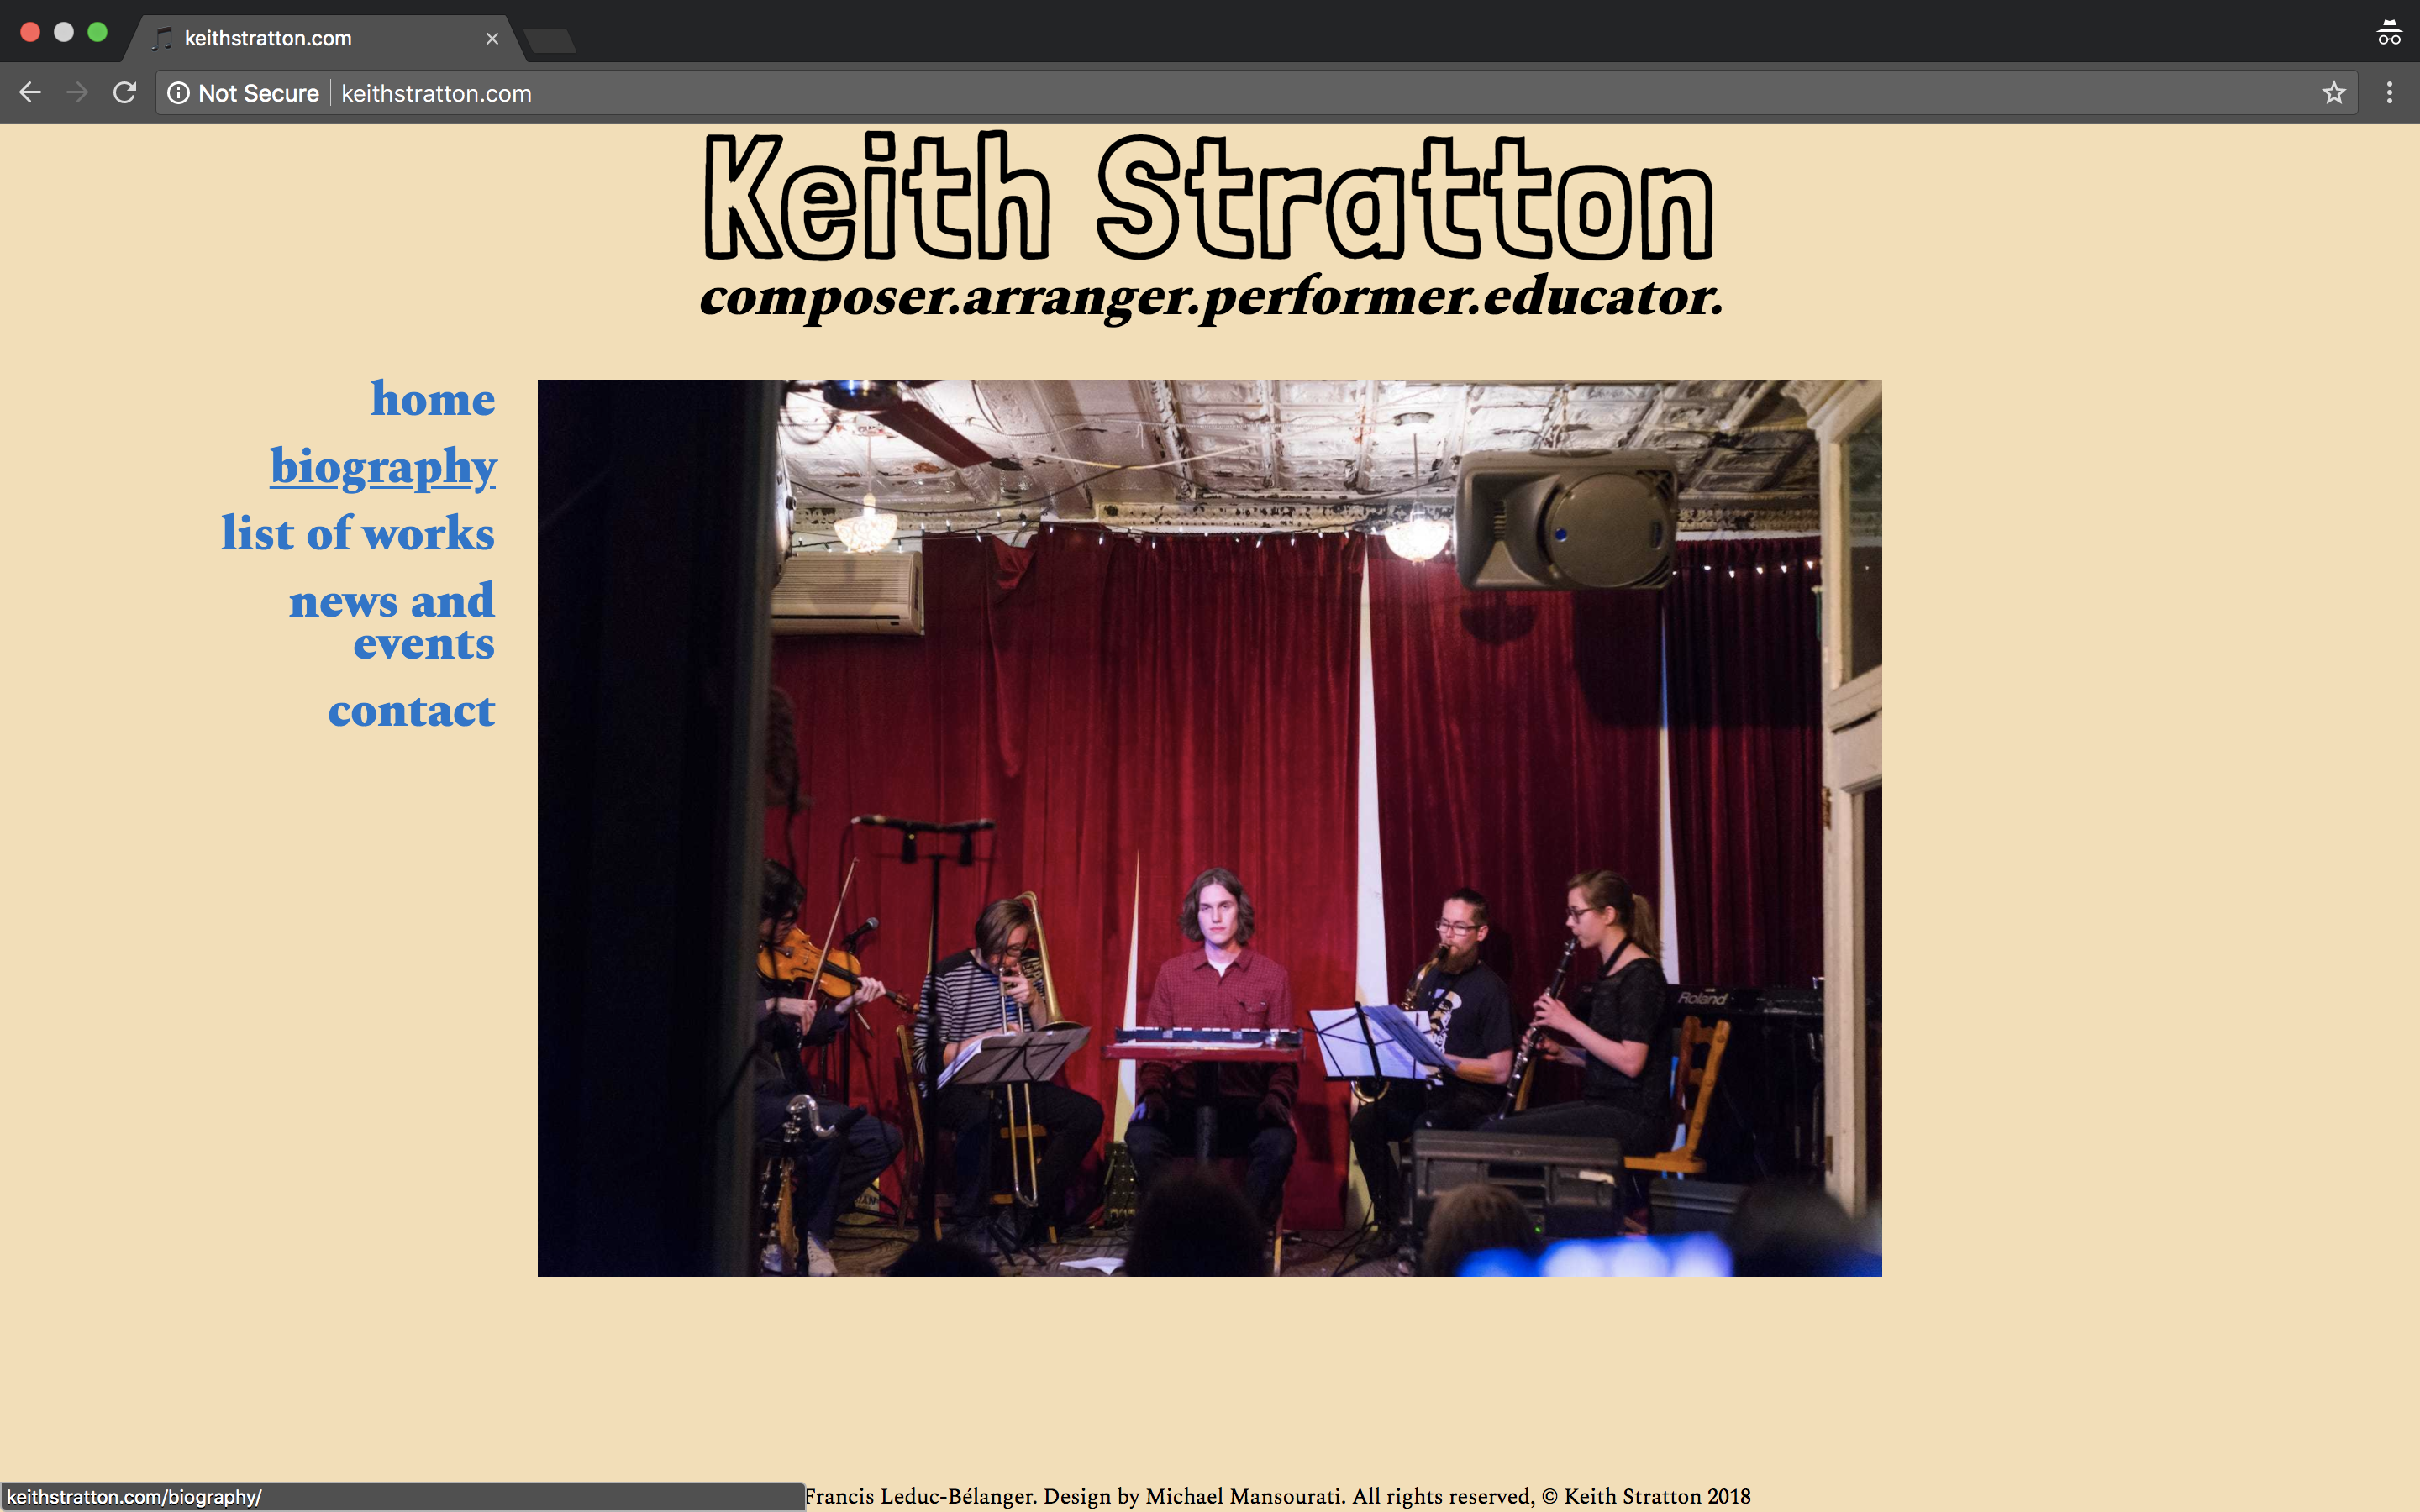 keithstratton.com
Not Secure keithstratton.com
Keith Stratton
composer.arranger.performer.educator.
home
biography
list of works
news and
events
contact
Roland
keithstratton.com/biography/
Francis Leduc-Bélanger. Design by Michael Mansourati. All rights reserved, © Keith Stratton 2018